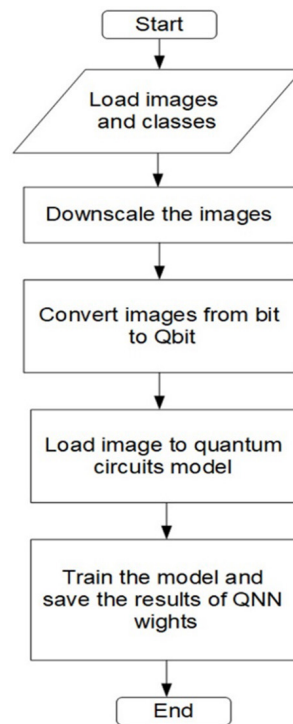 Start
Load images
and classes
Downscale the images
Convert images from bit
to Qbit
Load image to quantum
circuits model
Train the model and
save the results of QNN
wights
End